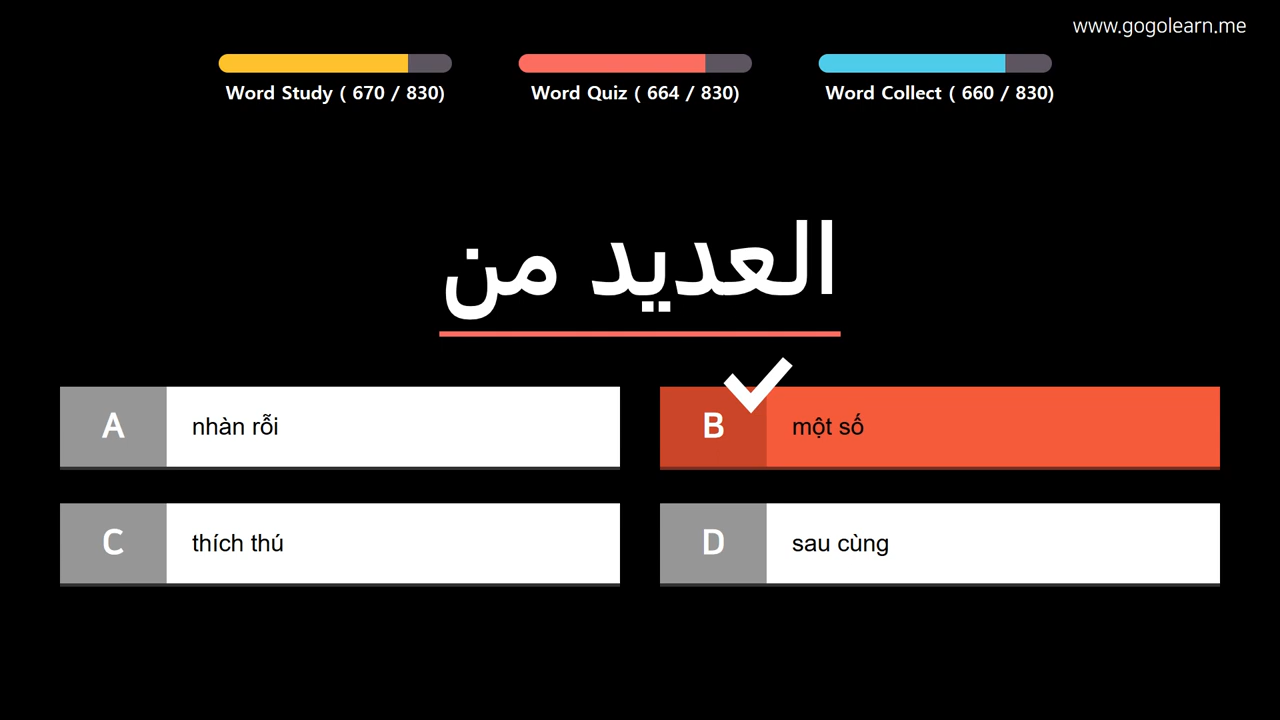 www.gogolearn.me
Word Study ( 670 / 830)
Word Quiz ( 664 / 830)
Word Collect ( 660 / 830)
العديد من
A nhàn rỗi
B một số
C thích thú
D sau cùng